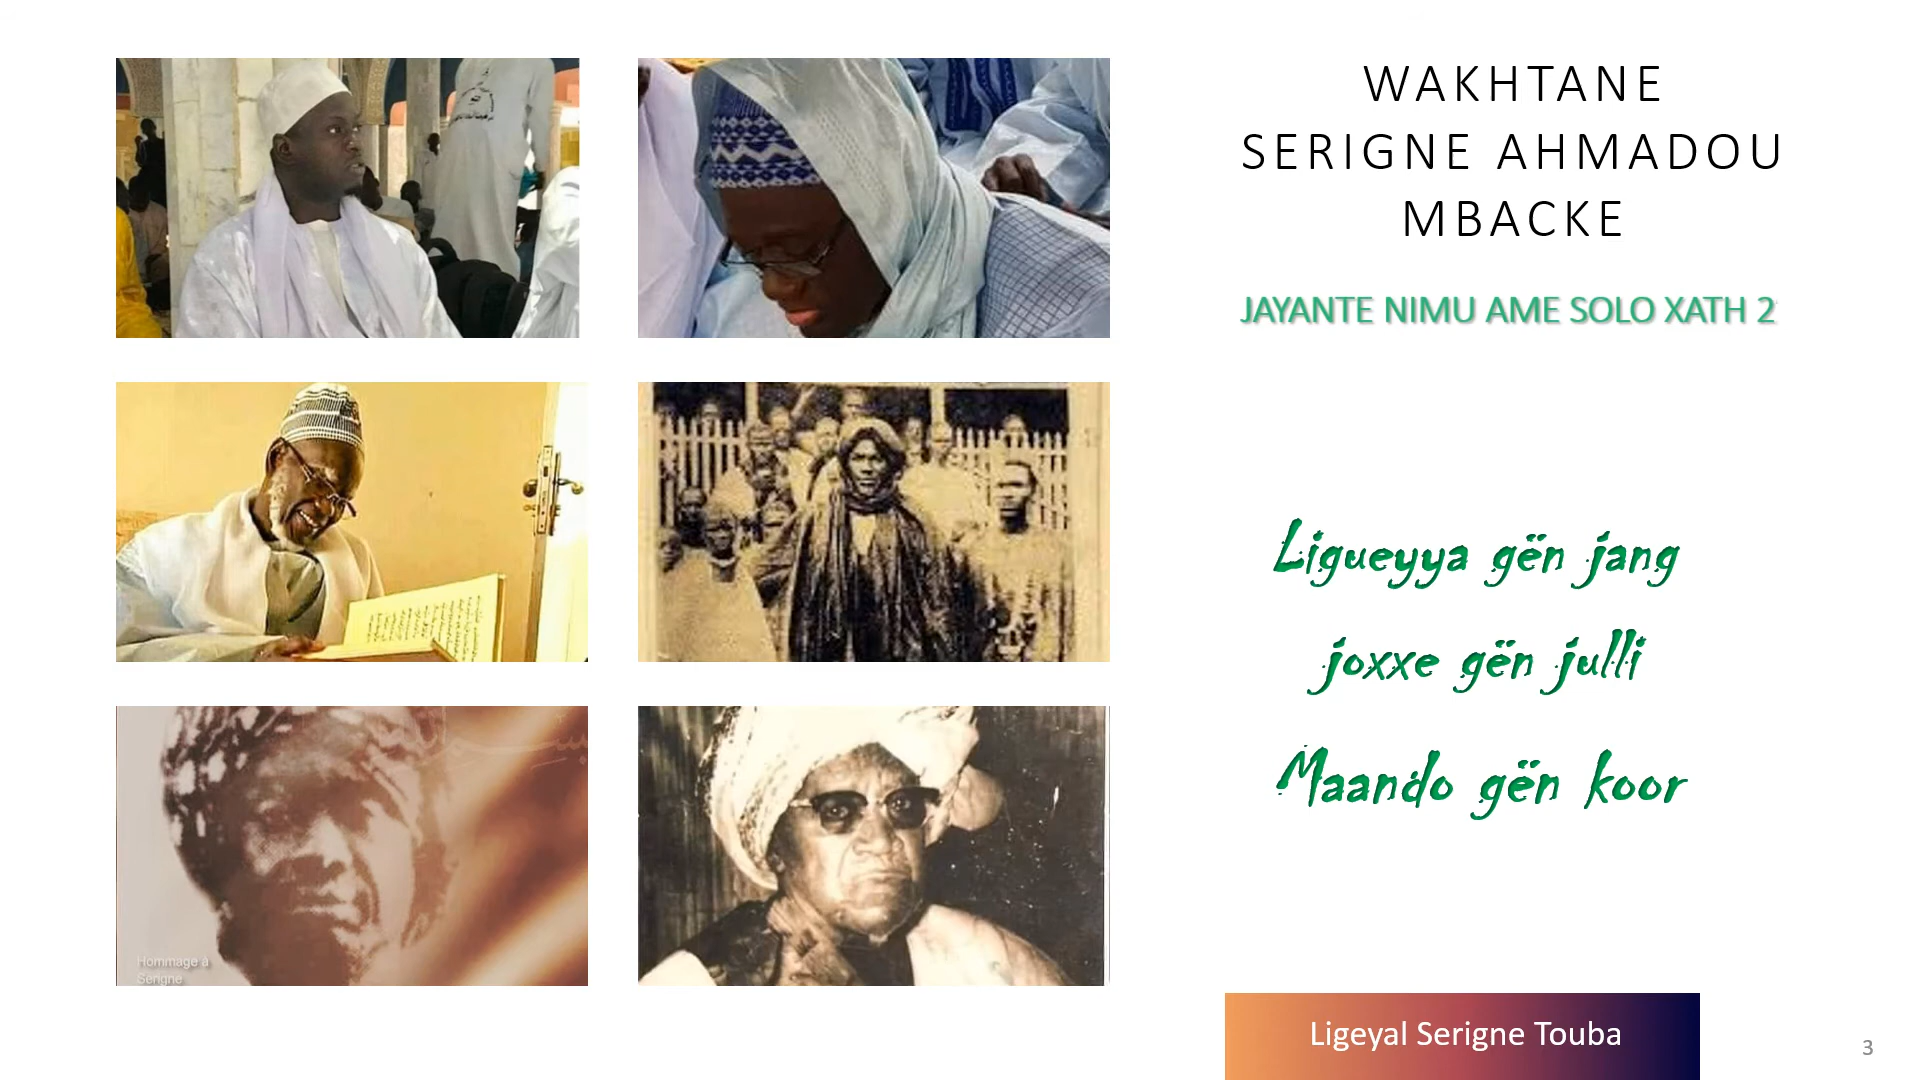 WAKHTANE
SERIGNE AHMADOU
MBACKE
JAYANTE NIMU AME SOLO XATH 2
Ligueyya gën jang
joxxe gën julli
Maando gën koor
Hommage à
Serigne
Ligeyal Serigne Touba
3